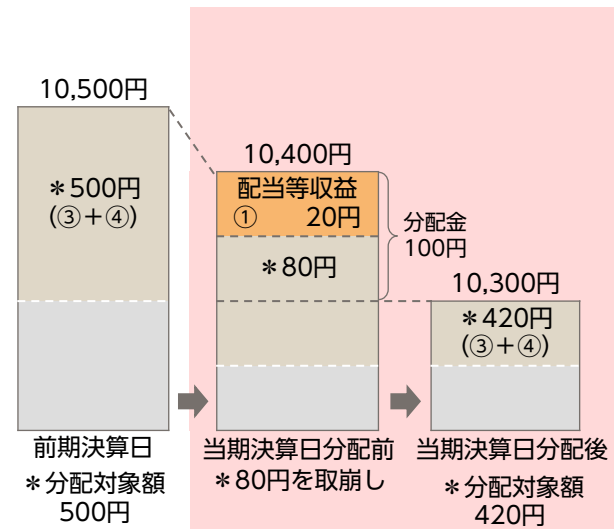 10,500円
＊500円
(③＋④)
前期決算日
＊分配対象額
500円
10,400円
配当等収益
① 20円
＊80円
分配金
100円
当期決算日分配前
＊80円を取崩し
10,300円
＊420円
(③＋④)
当期決算日分配後
＊分配対象額
420円